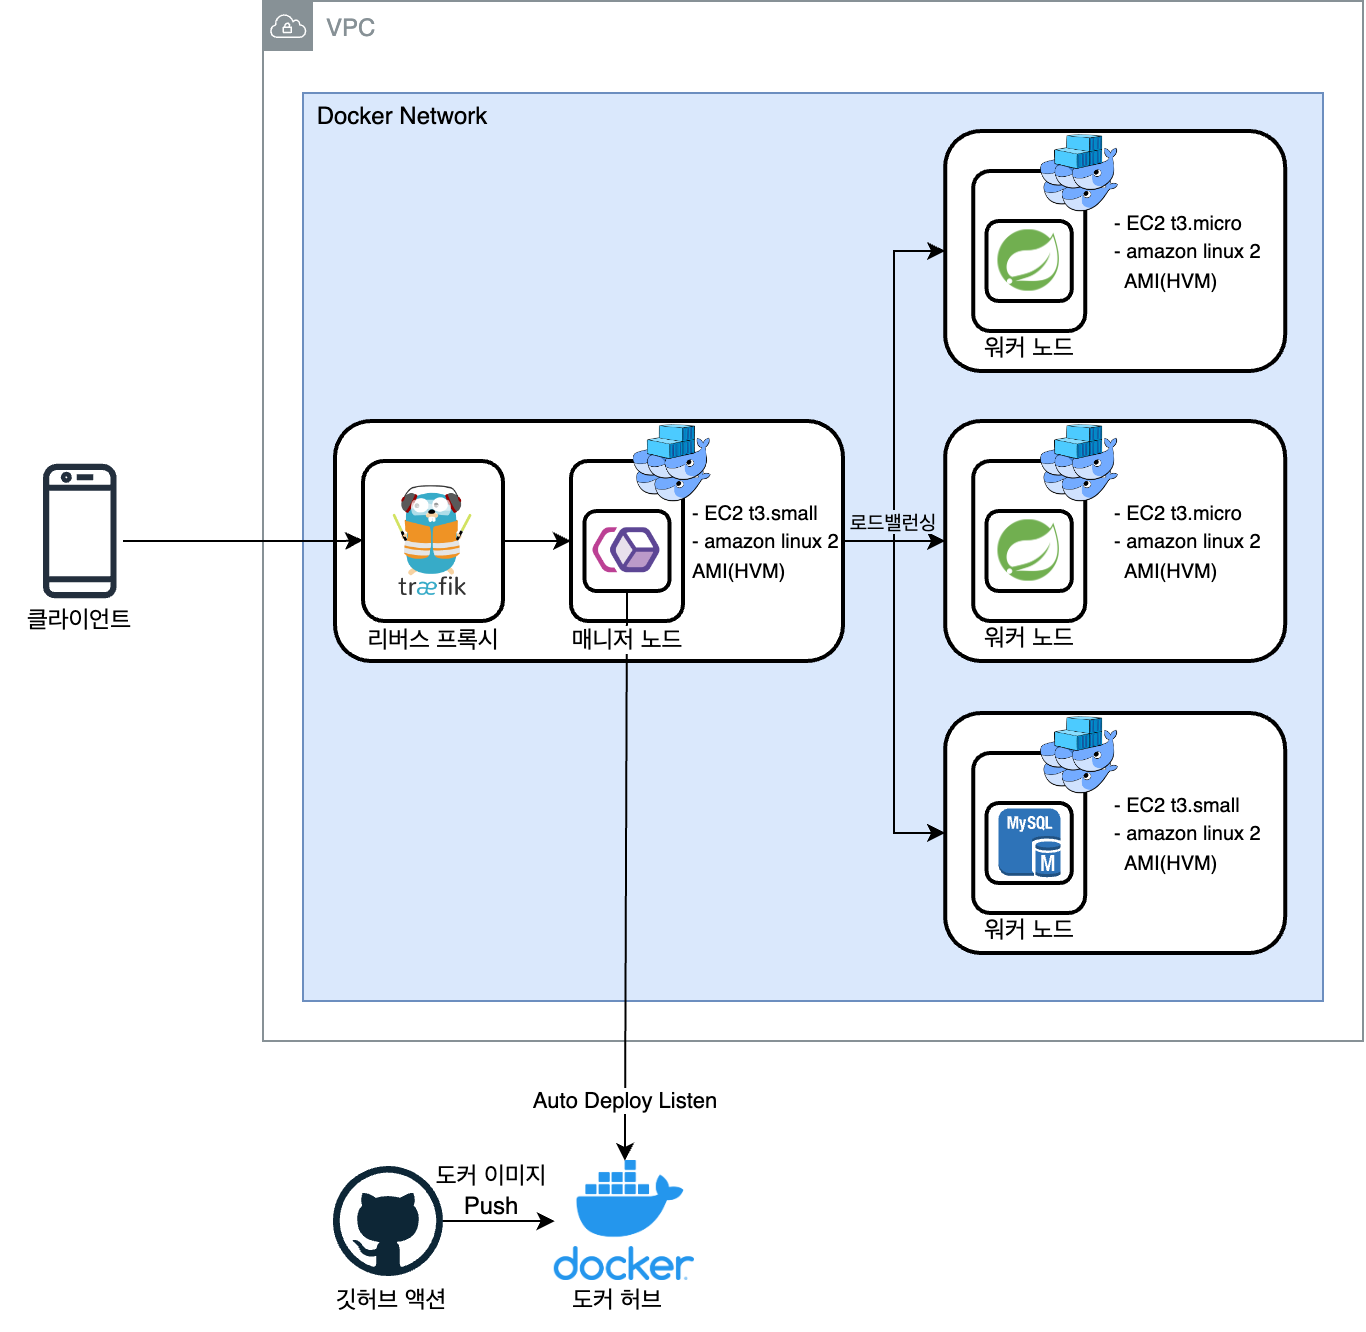 VPC
Docker Network
- EC2 t3.micro
- amazon linux 2
AMI(HVM)
워커 노드
클라이언트
træfik
리버스 프록시
- EC2 t3.small
- amazon linux 2
AMI(HVM)
매니저 노드
로드밸런싱
- EC2 t3.micro
- amazon linux 2
AMI(HVM)
워커 노드
MySQL
M
- EC2 t3.small
- amazon linux 2
AMI(HVM)
워커 노드
Auto Deploy Listen
도커 이미지
Push
깃허브 액션
docker
도커 허브